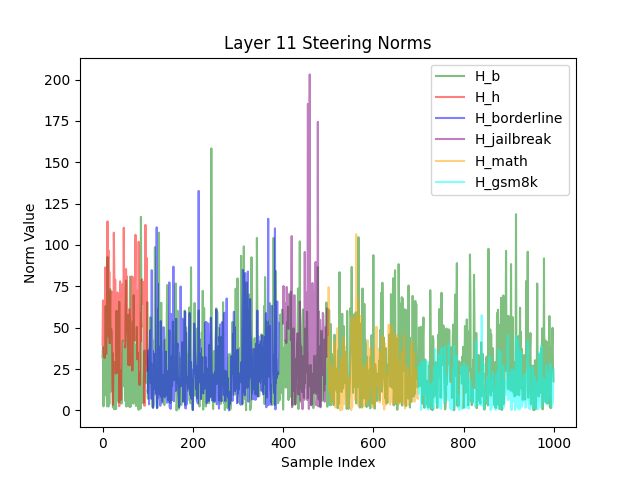 Layer 11 Steering Norms
Norm Value
200
175
150
125
100
75
50
25
0
H_b
H_h
H_borderline
H_jailbreak
H_math
H_gsm8k
0
200
400
600
800
1000
Sample Index